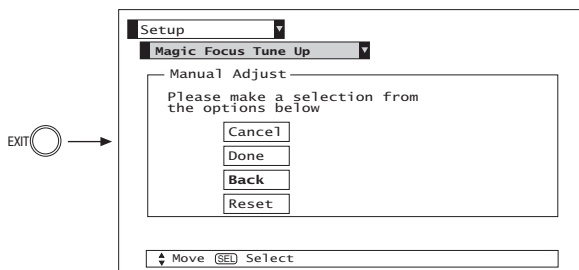 Setup
Magic Focus Tune Up
Manual Adjust
Please make a selection from
the options below
Cancel
Done
Back
Reset
EXIT
Move SEL Select